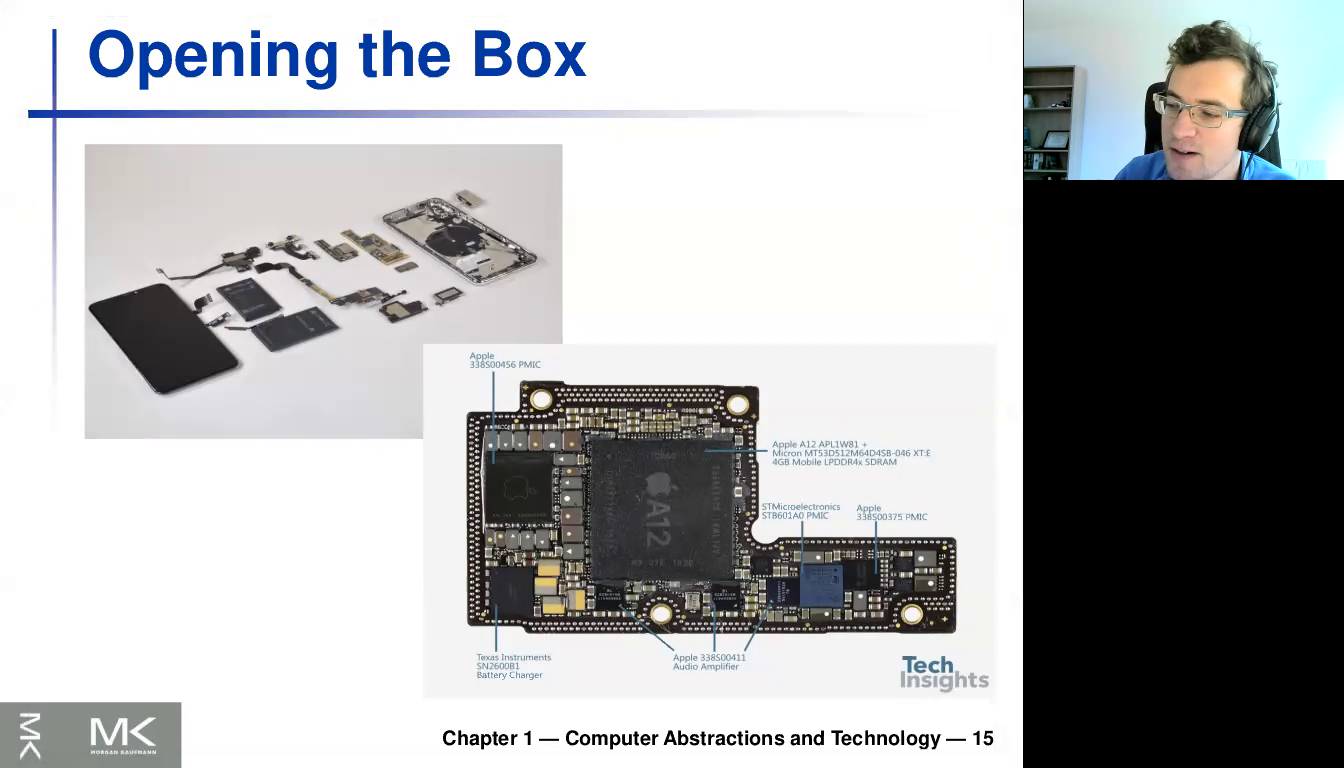 Opening the Box
Apple
338S00456 PMIC
Apple A12 APL1W81 +
Micron MT53D512M64D4SB-046 XT:E
4GB Mobile LPDDR4x SDRAM
STMicroelectronics
STB601A0 PMIC
Apple
338S00375 PMIC
A12
Texas Instruments
SN2600B1
Battery Charger
Apple 338S00411
Audio Amplifier
Tech
Insights
MK
MK
MORGAN KAUFMANN
Chapter 1 — Computer Abstractions and Technology — 15